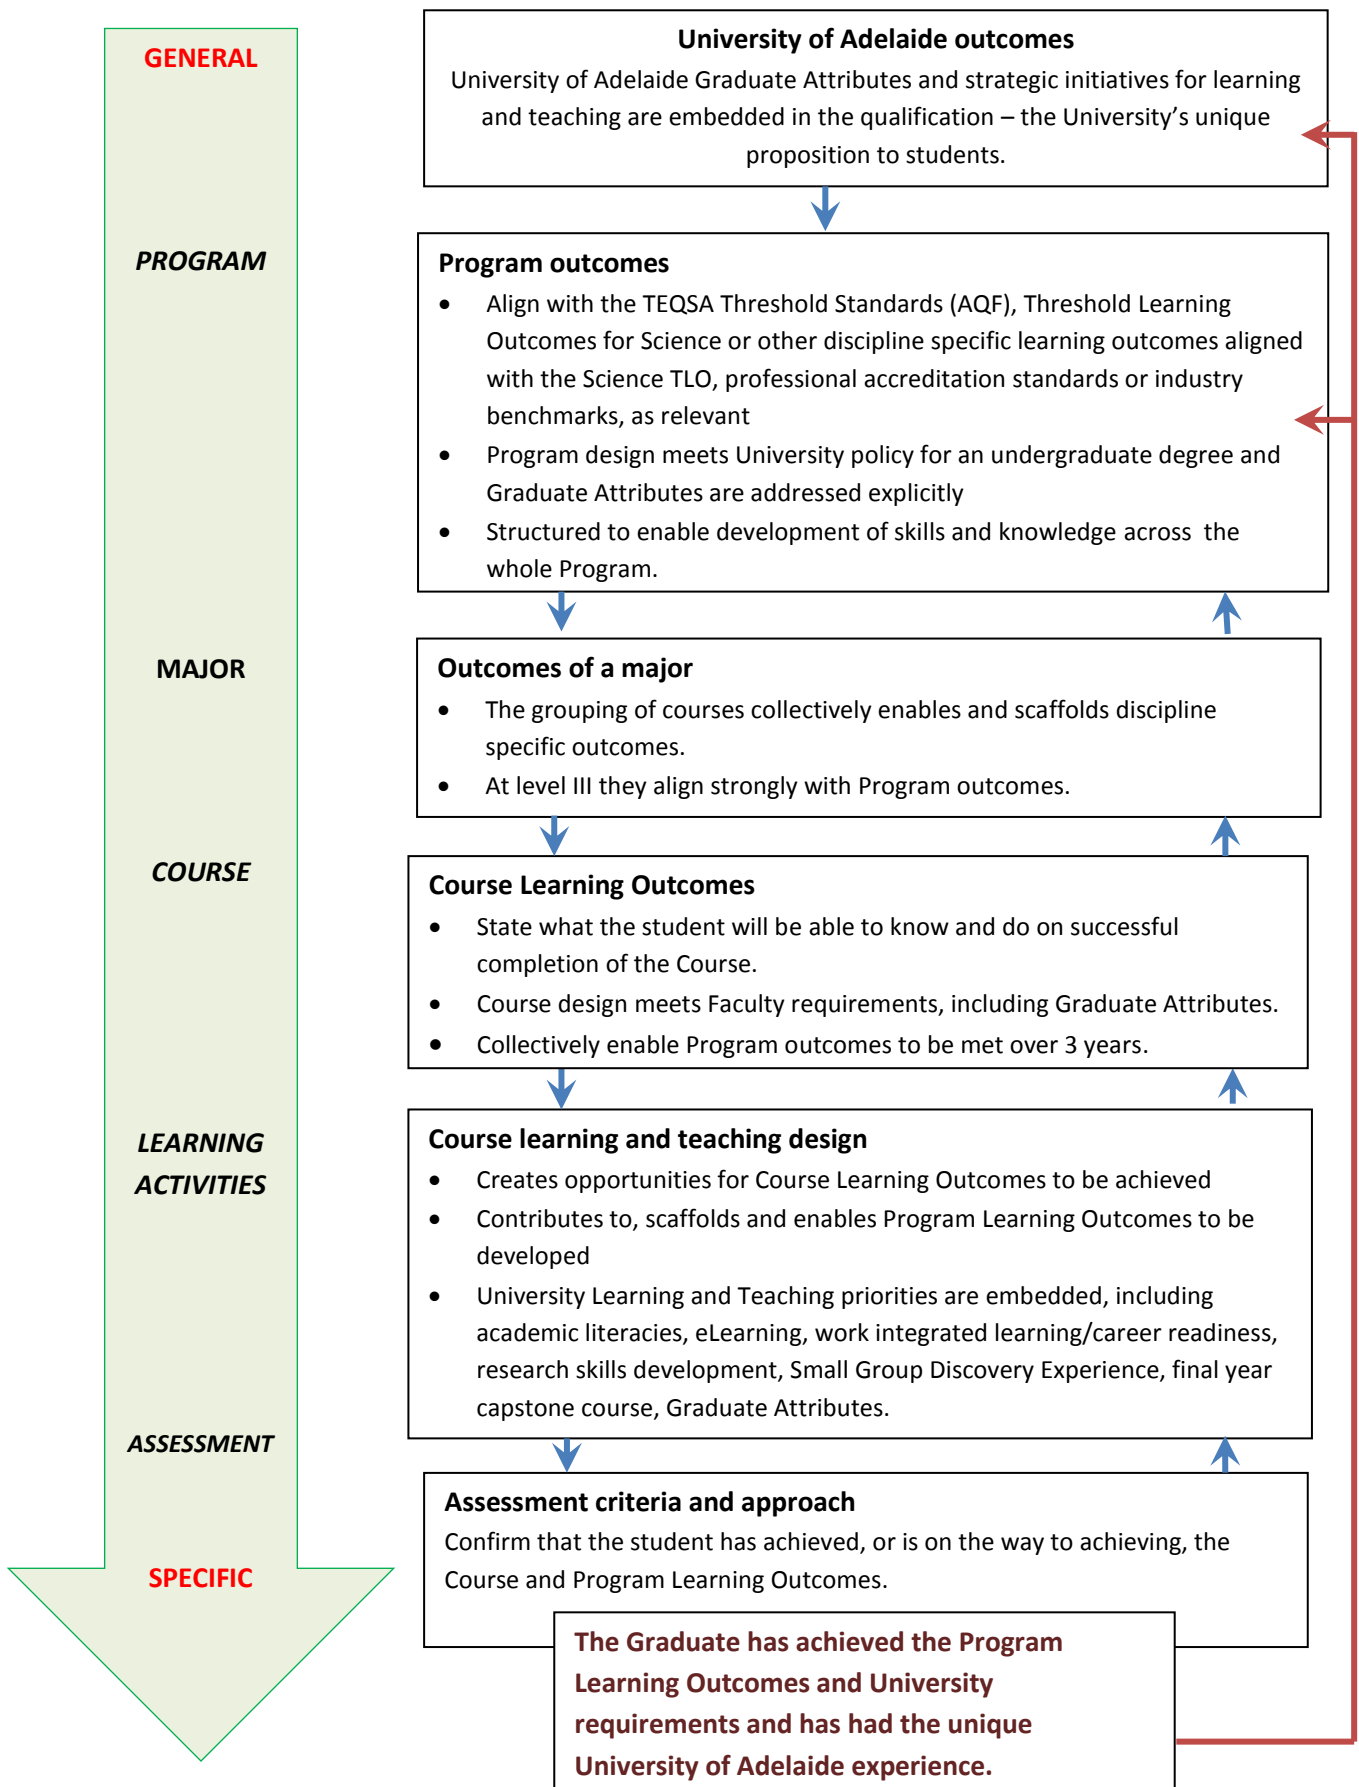 GENERAL
University of Adelaide outcomes
University of Adelaide Graduate Attributes and strategic initiatives for learning
and teaching are embedded in the qualification – the University's unique
proposition to students.
PROGRAM
Program outcomes
• Align with the TEQSA Threshold Standards (AQF), Threshold Learning
Outcomes for Science or other discipline specific learning outcomes aligned
with the Science TLO, professional accreditation standards or industry
benchmarks, as relevant
• Program design meets University policy for an undergraduate degree and
Graduate Attributes are addressed explicitly
• Structured to enable development of skills and knowledge across the
whole Program.
MAJOR
Outcomes of a major
• The grouping of courses collectively enables and scaffolds discipline
specific outcomes.
• At level III they align strongly with Program outcomes.
COURSE
Course Learning Outcomes
• State what the student will be able to know and do on successful
completion of the Course.
• Course design meets Faculty requirements, including Graduate Attributes.
• Collectively enable Program outcomes to be met over 3 years.
LEARNING
ACTIVITIES
Course learning and teaching design
• Creates opportunities for Course Learning Outcomes to be achieved
• Contributes to, scaffolds and enables Program Learning Outcomes to be
developed
• University Learning and Teaching priorities are embedded, including
academic literacies, eLearning, work integrated learning/career readiness,
research skills development, Small Group Discovery Experience, final year
capstone course, Graduate Attributes.
ASSESSMENT
Assessment criteria and approach
Confirm that the student has achieved, or is on the way to achieving, the
Course and Program Learning Outcomes.
SPECIFIC
The Graduate has achieved the Program
Learning Outcomes and University
requirements and has had the unique
University of Adelaide experience.